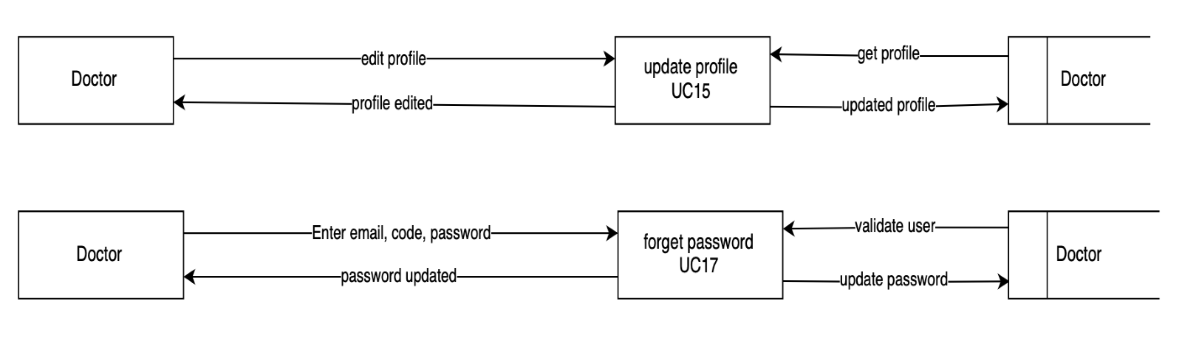 edit profile
get profile
Doctor
update profile
UC15
Doctor
profile edited
updated profile
Enter email, code, password
validate user
Doctor
forget password
UC17
Doctor
password updated
update password